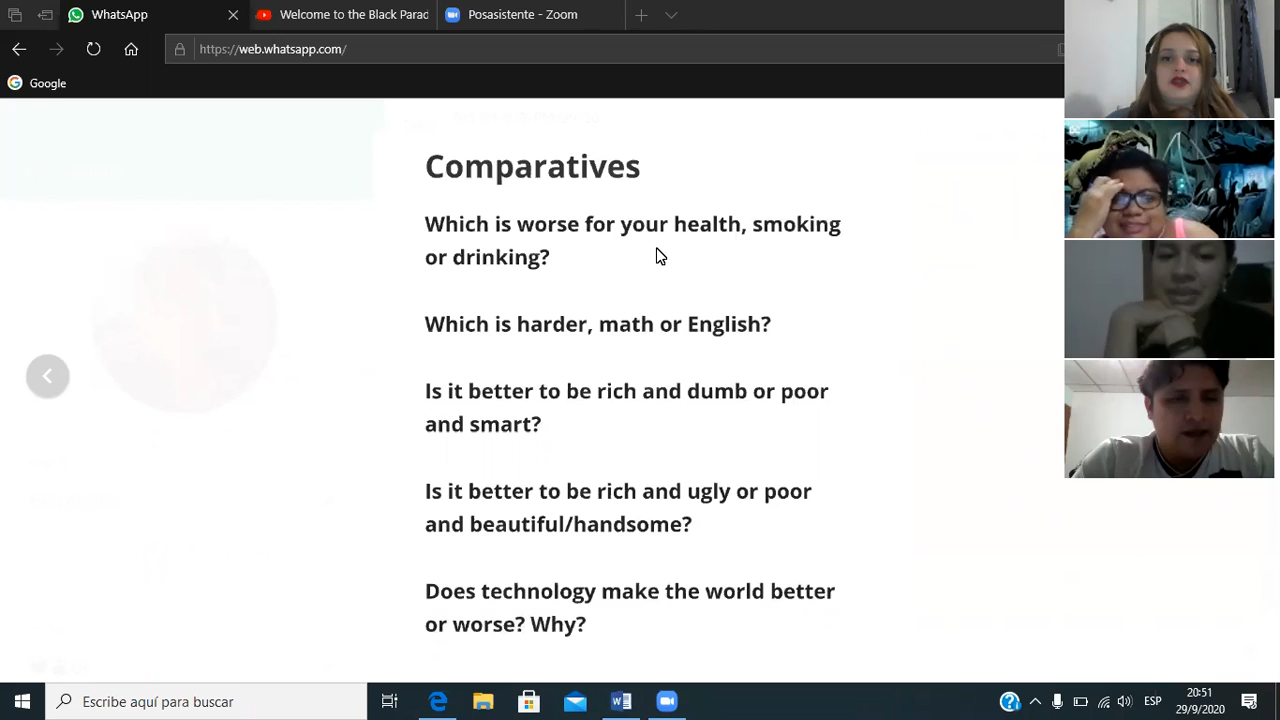 WhatsApp
Welcome to the Black Parad
Posasistente - Zoom
https://web.whatsapp.com/
Google
Comparatives
Which is worse for your health, smoking
or drinking?
Which is harder, math or English?
Is it better to be rich and dumb or poor
and smart?
Is it better to be rich and ugly or poor
and beautiful/handsome?
Does technology make the world better
or worse? Why?
Escribe aquí para buscar
ESP
20:51
29/9/2020